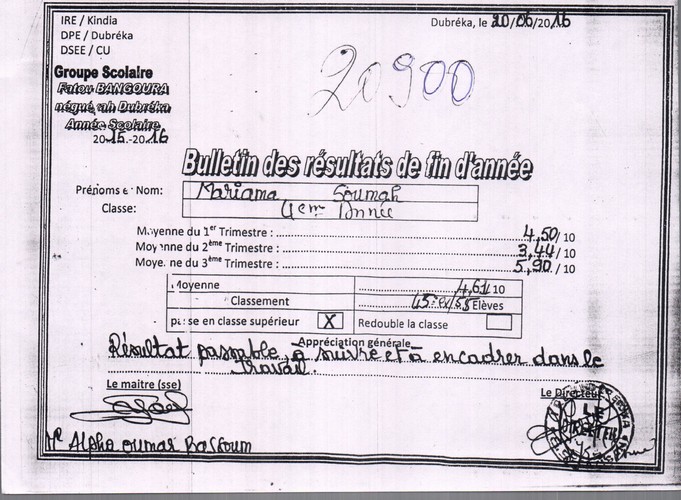 IRE / Kindia
DPE / Dubréka
DSEE / CU
Dubréka, le 20/06/2016
Groupe Scolaire
Fatou BANGOURA
Dubréka
Année Scolaire
2015-2016
20900
Bulletin des résultats de fin d'année
Prénoms e Nom: Mariama Soumah
Classe: 4em Année
Moyenne du 1er Trimestre : 4,50/ 10
Moyenne du 2ème Trimestre : 3,44/ 10
Moyenne du 3ème Trimestre : 5,90 / 10
Moyenne 4,61/ 10
Classement 45e ex/55 Elèves
passe en classe supérieur X Redouble la classe
Appréciation générale
Résultat passable, à suivre et à encadrer dans le
travail.
Le maitre (sse)
Le Directeur
Mr Alpha oumar Bassoum